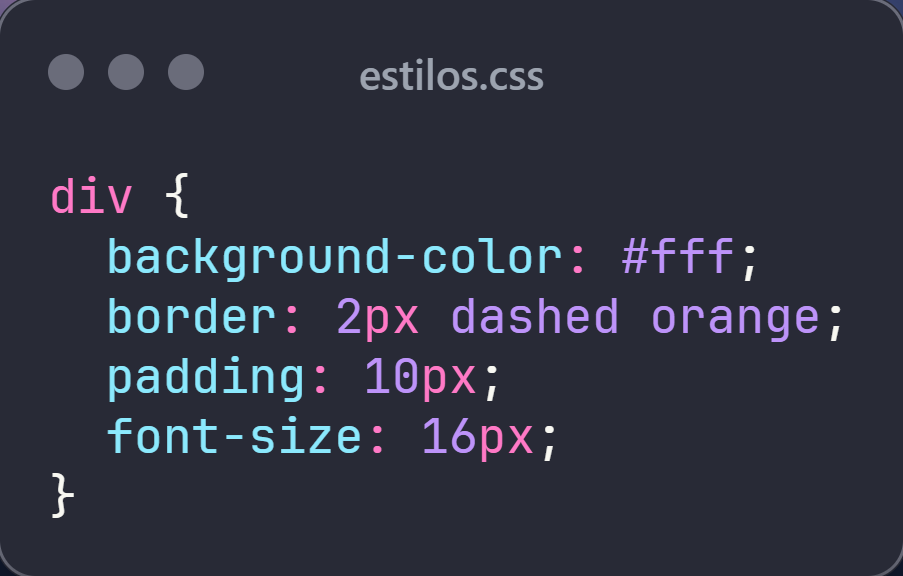 estilos.css
div {
  background-color: #fff;
  border: 2px dashed orange;
  padding: 10px;
  font-size: 16px;
}